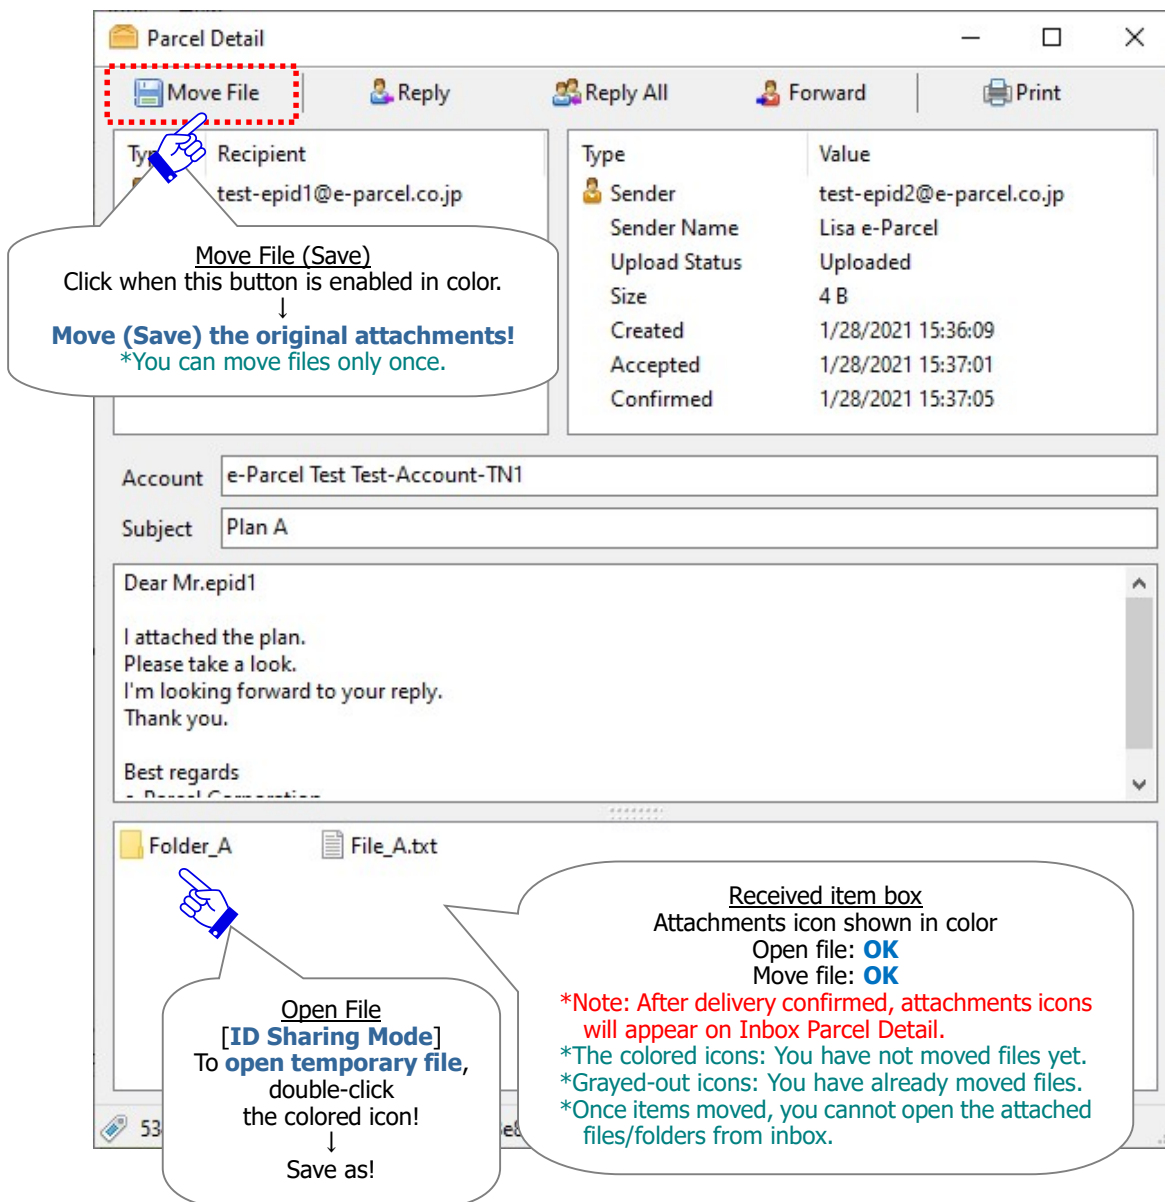 Parcel Detail
Move File Reply Reply All Forward Print
Recipient
test-epid1@e-parcel.co.jp
Type Value
Sender test-epid2@e-parcel.co.jp
Sender Name Lisa e-Parcel
Upload Status Uploaded
Size 4 B
Created 1/28/2021 15:36:09
Accepted 1/28/2021 15:37:01
Confirmed 1/28/2021 15:37:05
Move File (Save)
Click when this button is enabled in color.
↓
Move (Save) the original attachments!
*You can move files only once.
Account e-Parcel Test Test-Account-TN1
Subject Plan A
Dear Mr.epid1
I attached the plan.
Please take a look.
I'm looking forward to your reply.
Thank you.
Best regards
Folder_A File_A.txt
Open File
[ID Sharing Mode]
To open temporary file,
double-click
the colored icon!
↓
Save as!
Received item box
Attachments icon shown in color
Open file: OK
Move file: OK
*Note: After delivery confirmed, attachments icons
will appear on Inbox Parcel Detail.
*The colored icons: You have not moved files yet.
*Grayed-out icons: You have already moved files.
*Once items moved, you cannot open the attached
files/folders from inbox.